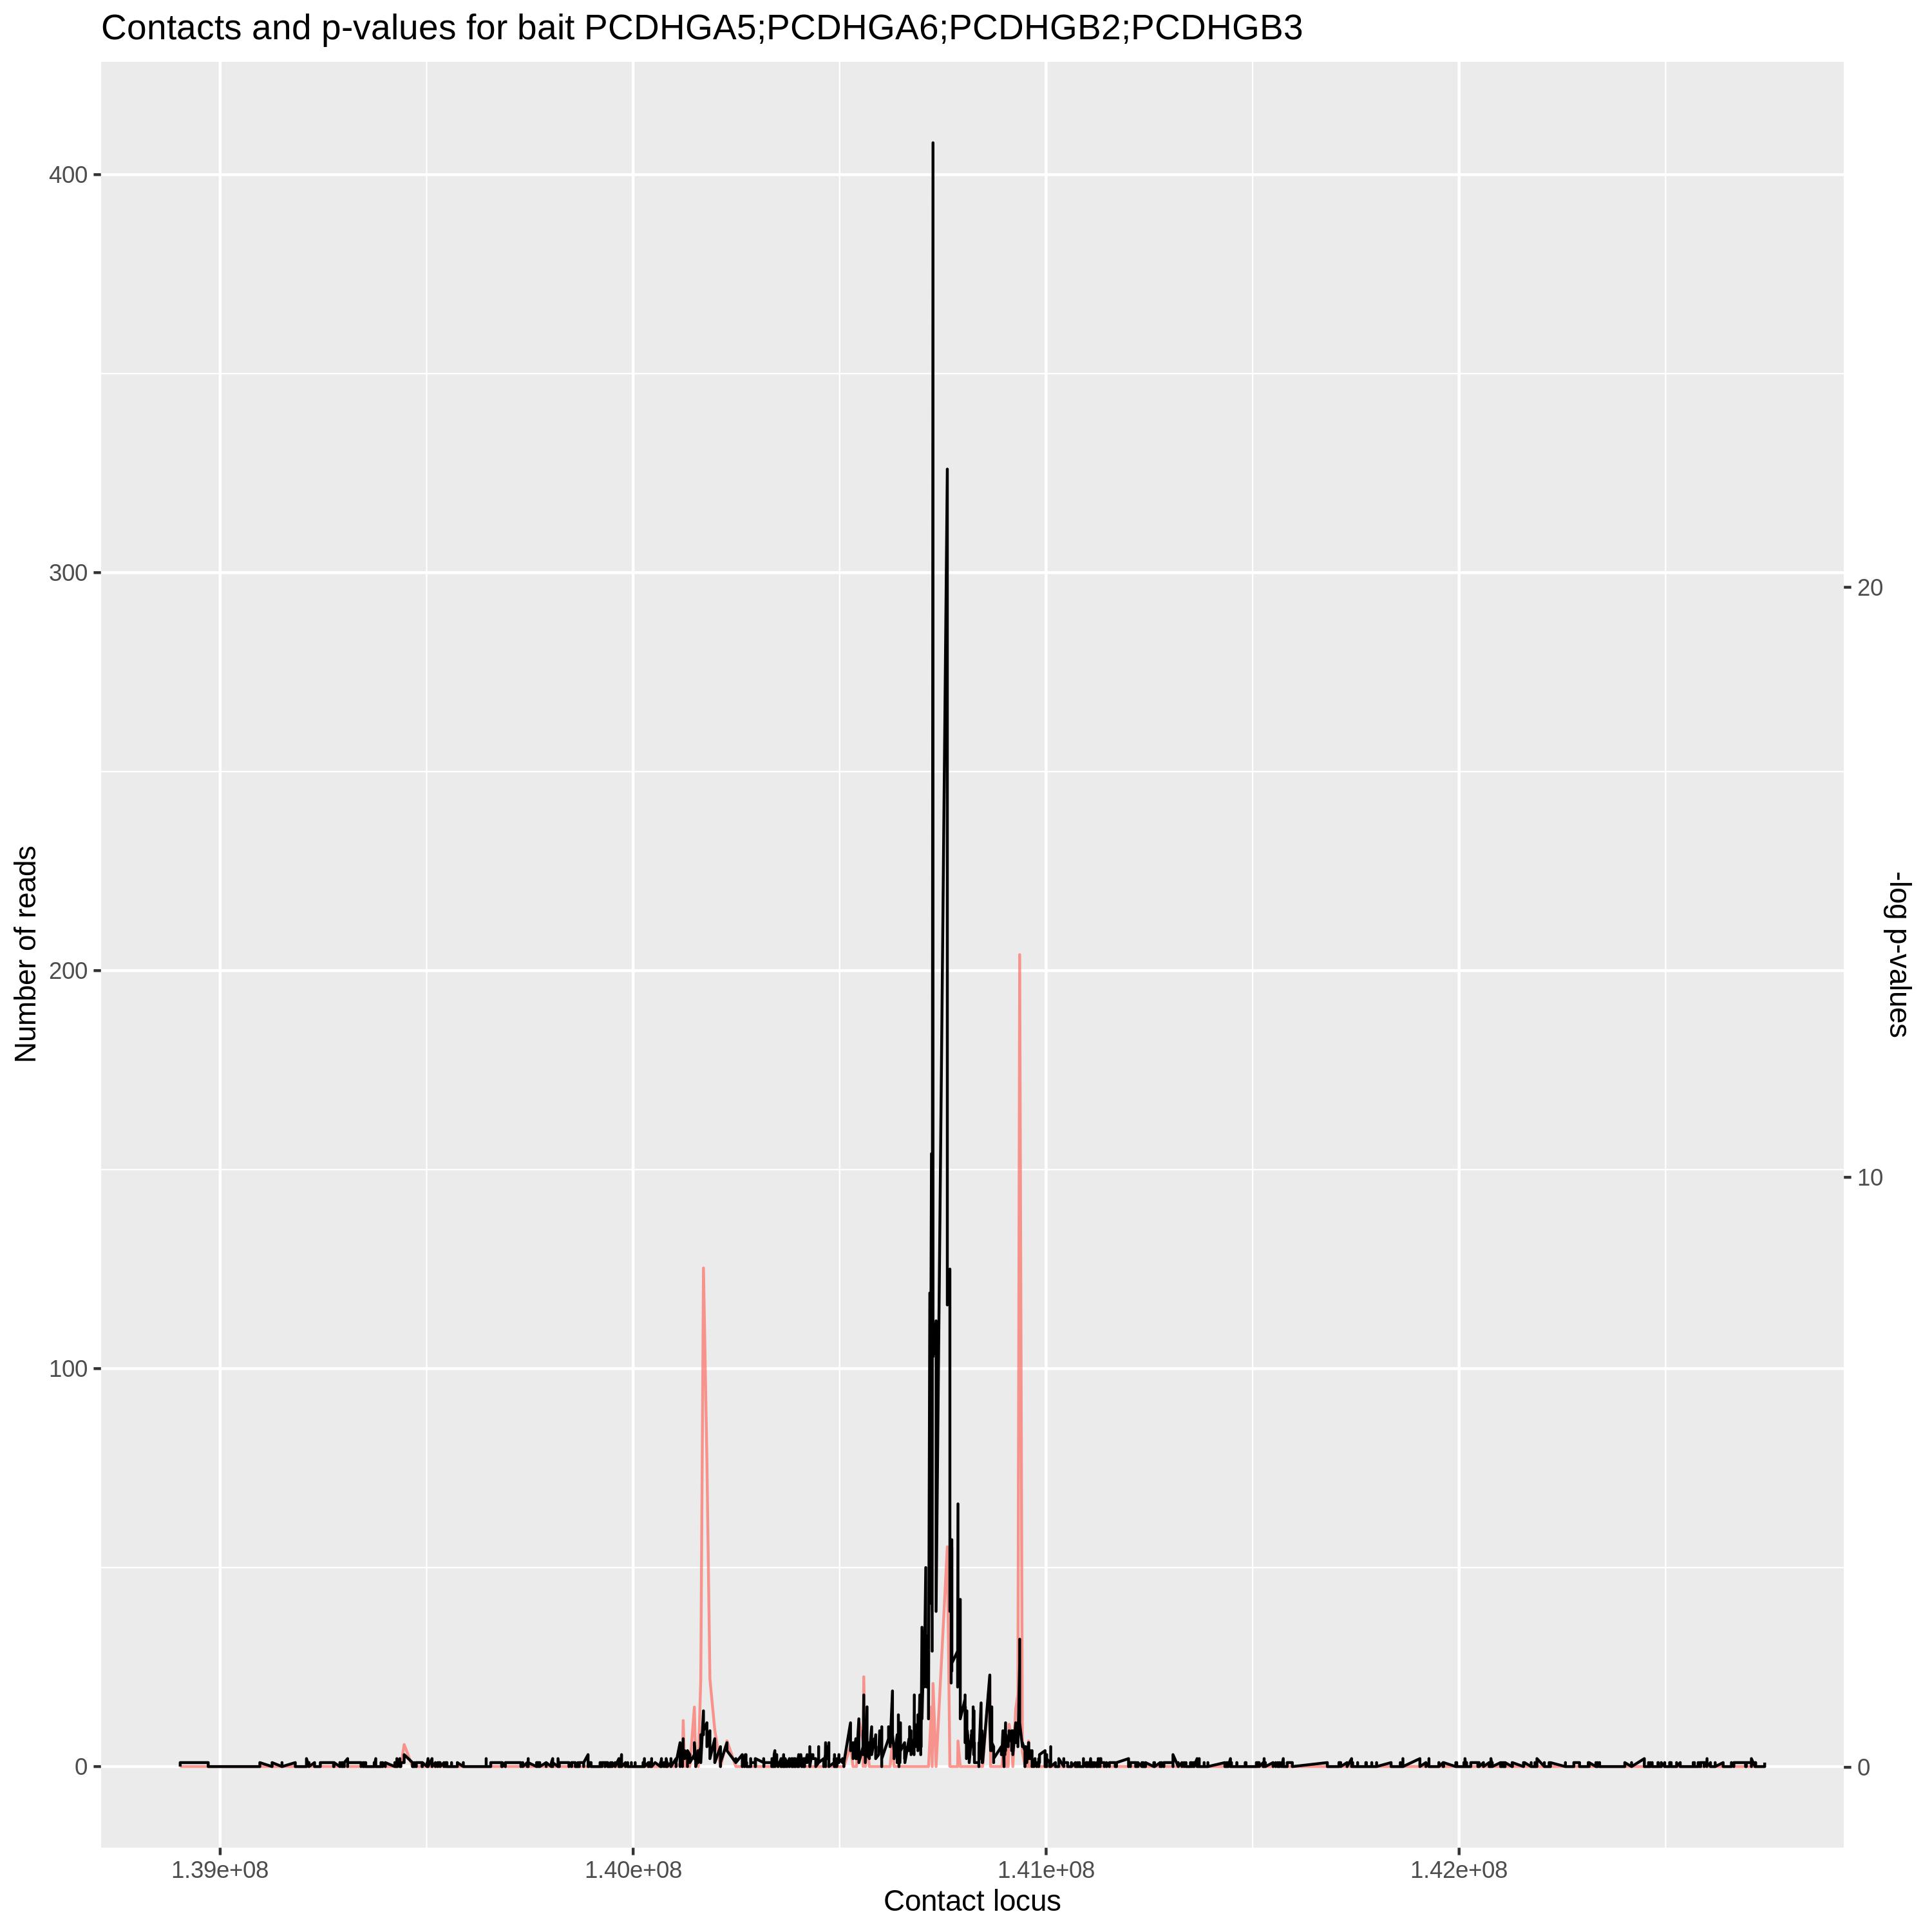 Contacts and p-values for bait PCDHGA5;PCDHGA6;PCDHGB2;PCDHGB3
400
300
200
100
0
Number of reads
20
10
0
-log p-values
1.39e+08
1.40e+08
1.41e+08
1.42e+08
Contact locus